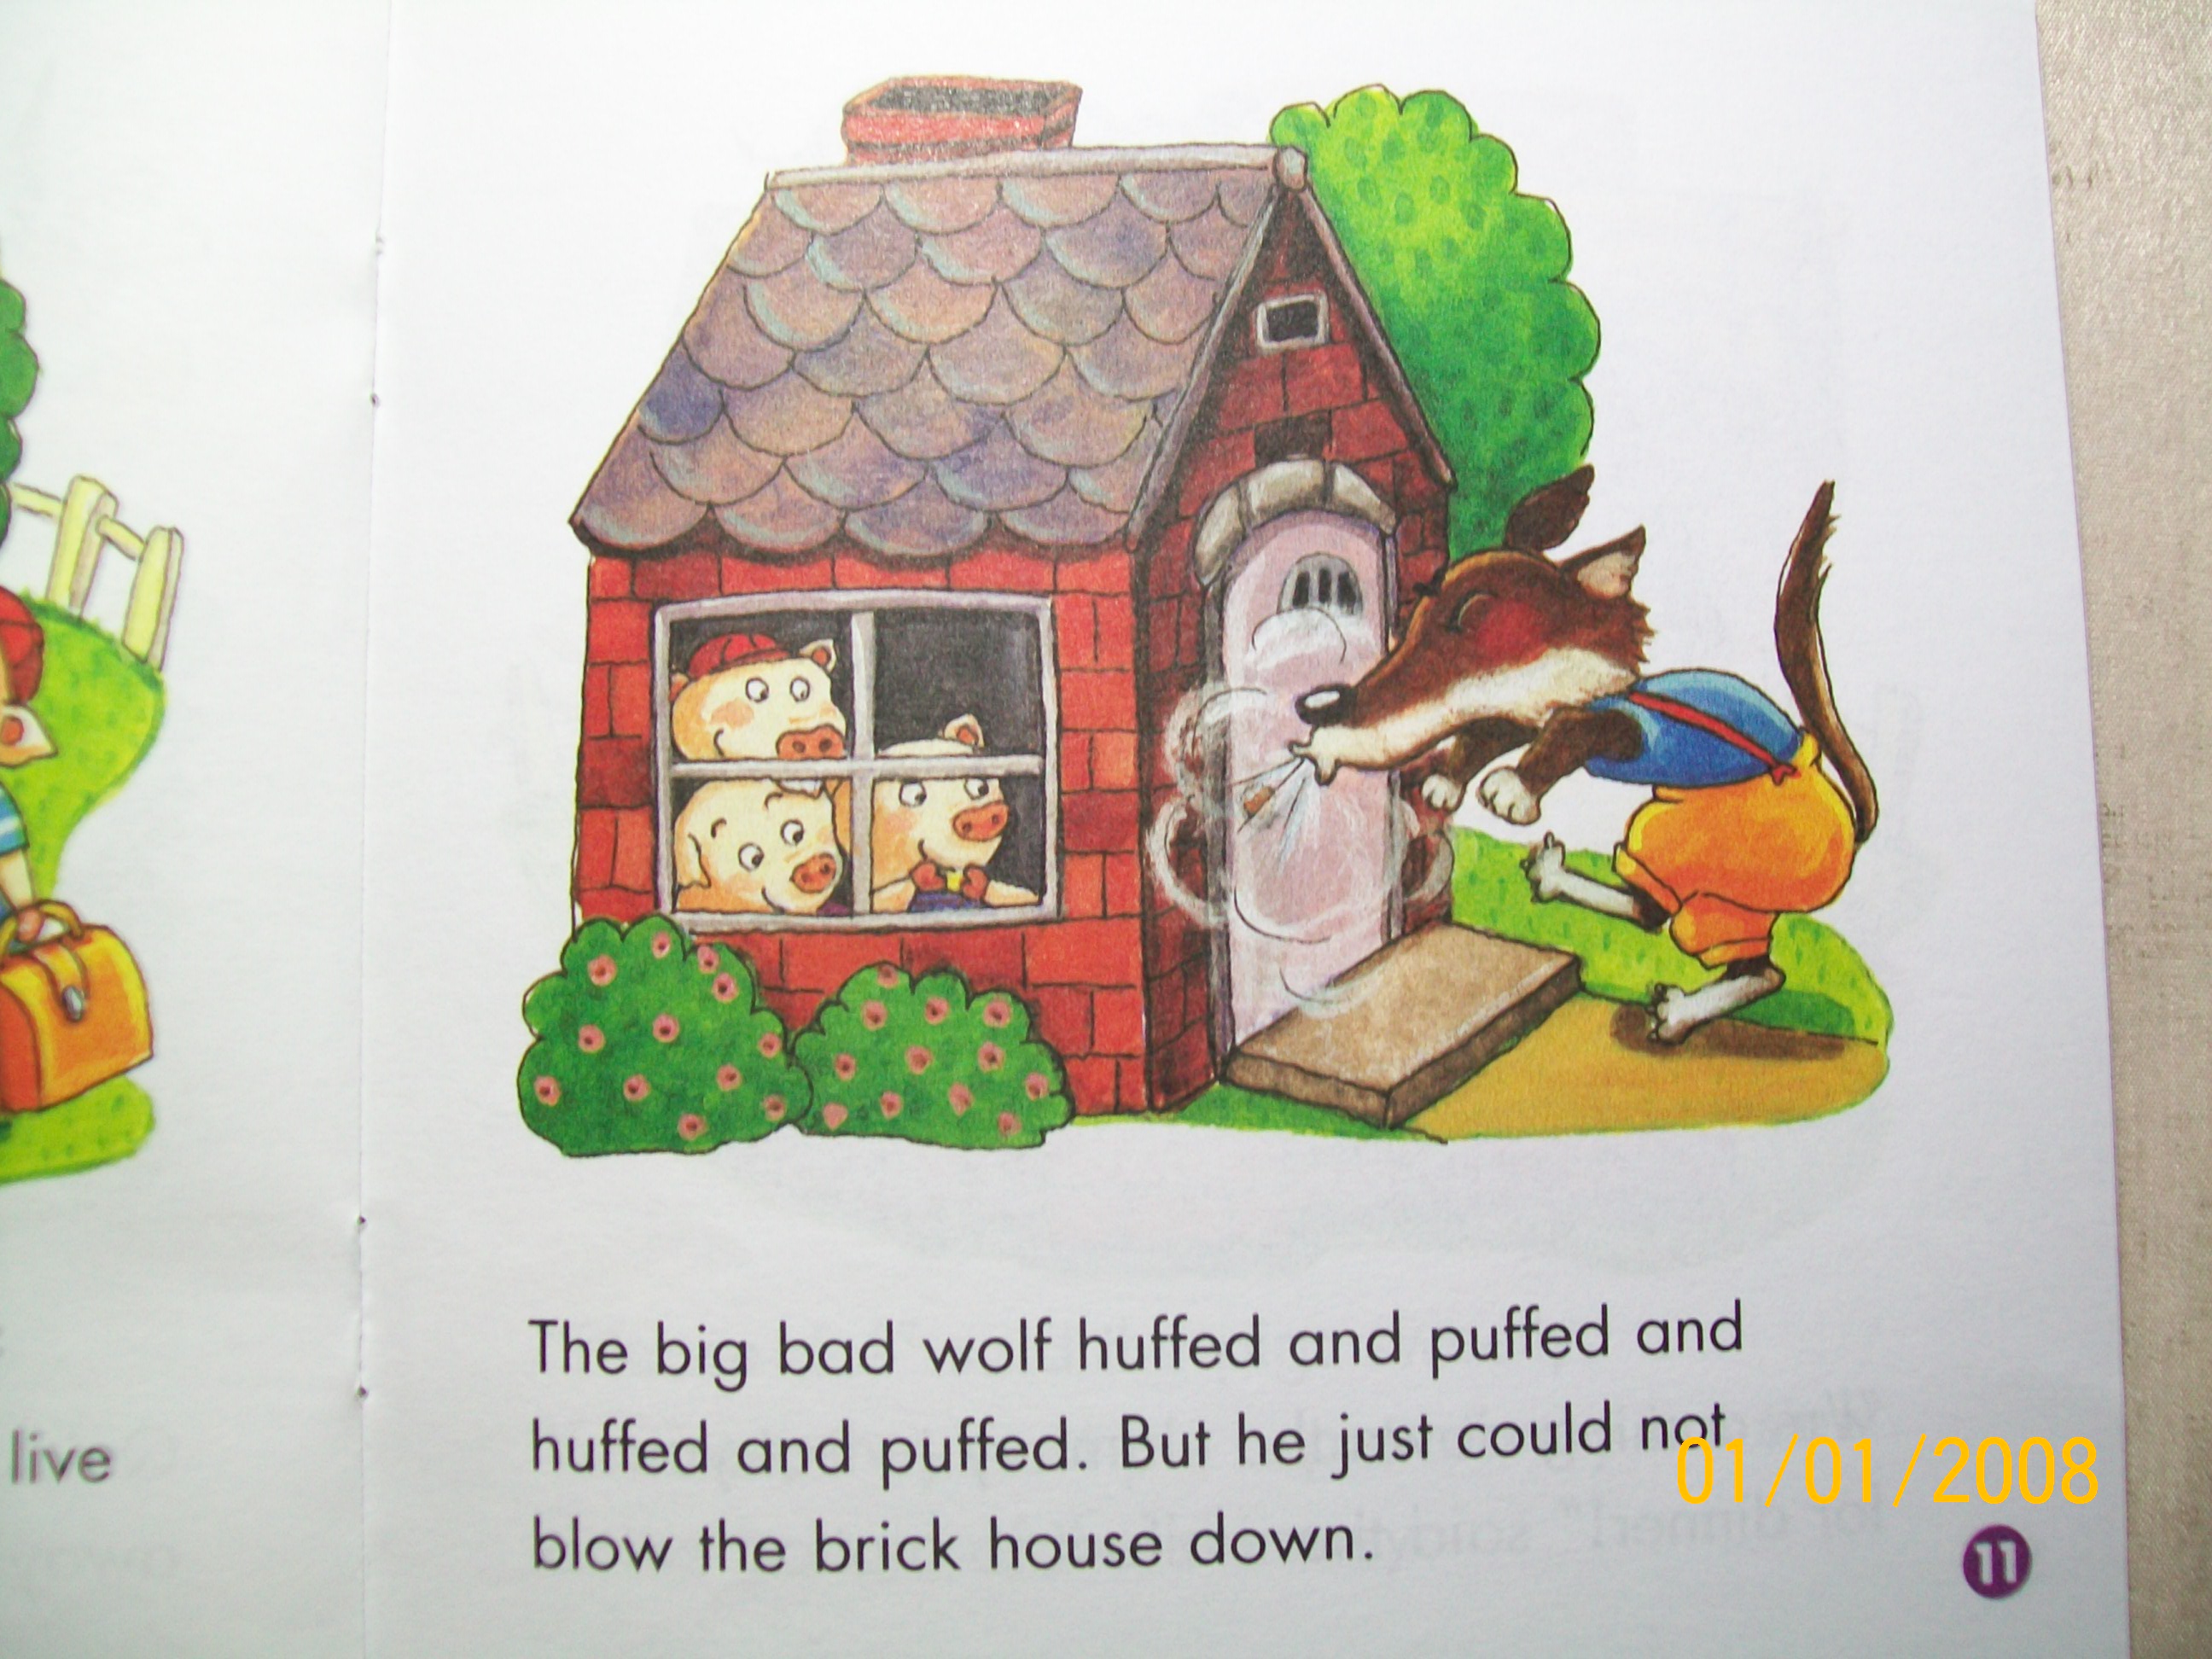 live
The big bad wolf huffed and puffed and
huffed and puffed. But he just could not
blow the brick house down.
01/01/2008
11